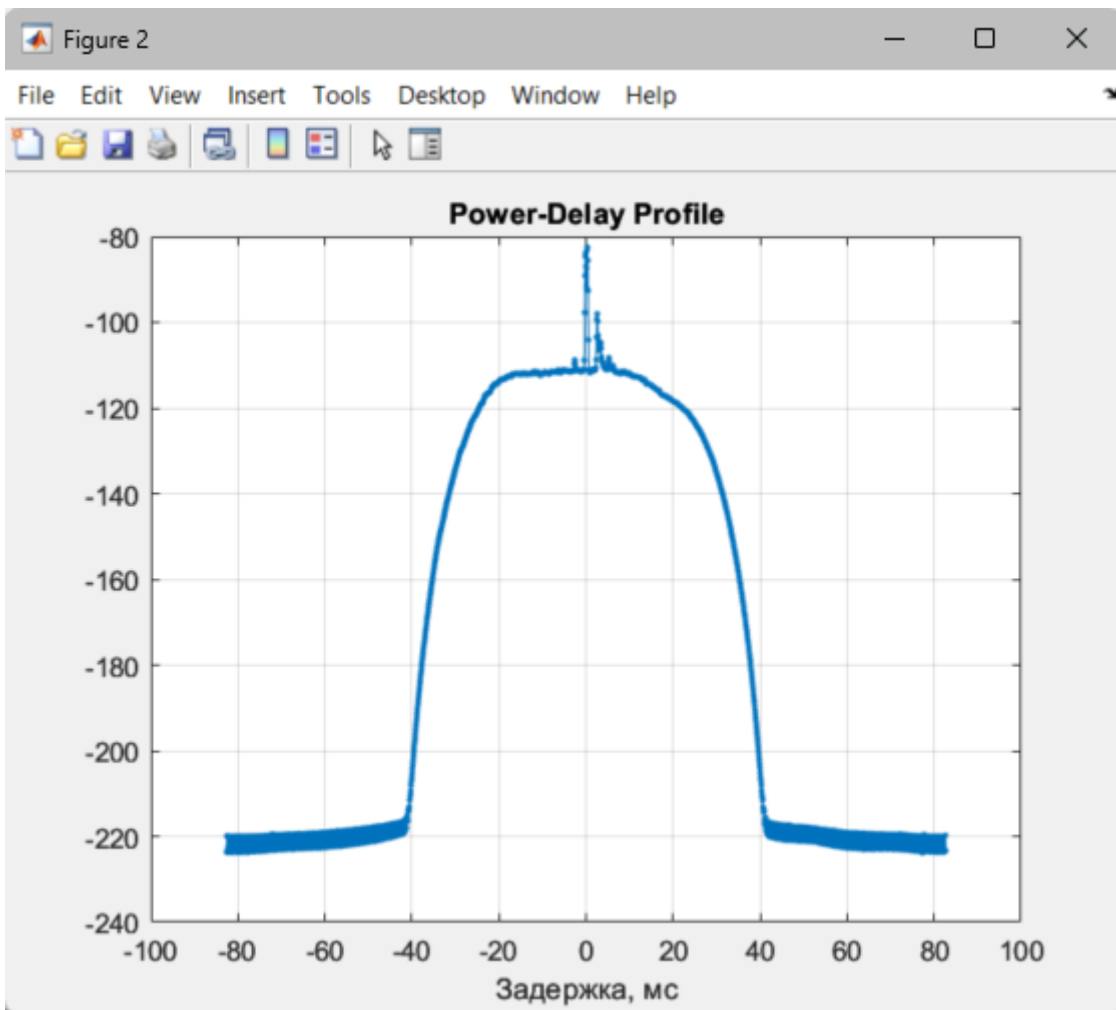 Figure 2
File Edit View Insert Tools Desktop Window Help
Power-Delay Profile
-80
-100
-120
-140
-160
-180
-200
-220
-240
-100 -80 -60 -40 -20 0 20 40 60 80 100
Задержка, мс